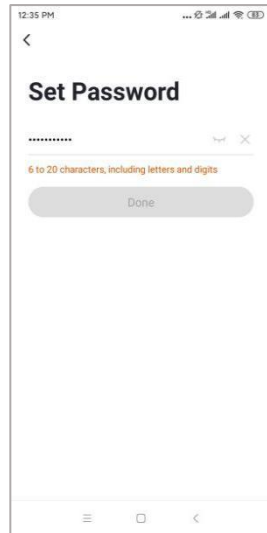 12:35 PM
Set Password
•••••••••••
6 to 20 characters, including letters and digits
Done